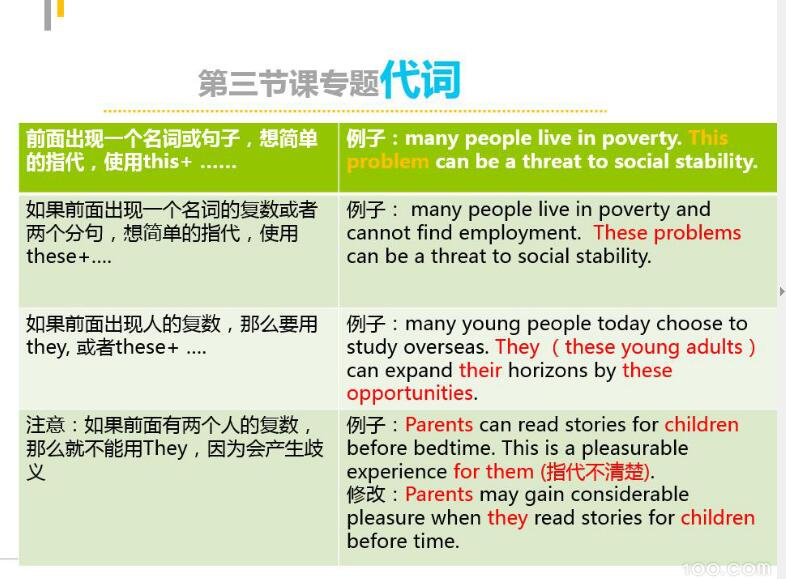 第三节课专题代词
前面出现一个名词或句子，想简单
的指代，使用this+ ……
例子：many people live in poverty. This
problem can be a threat to social stability.
如果前面出现一个名词的复数或者
两个分句，想简单的指代，使用
these+....
例子： many people live in poverty and
cannot find employment. These problems
can be a threat to social stability.
如果前面出现人的复数，那么要用
they, 或者these+ ....
例子：many young people today choose to
study overseas. They （these young adults）
can expand their horizons by these
opportunities.
注意：如果前面有两个人的复数，
那么就不能用They，因为会产生歧
义
例子：Parents can read stories for children
before bedtime. This is a pleasurable
experience for them (指代不清楚).
修改：Parents may gain considerable
pleasure when they read stories for children
before time.
100.com